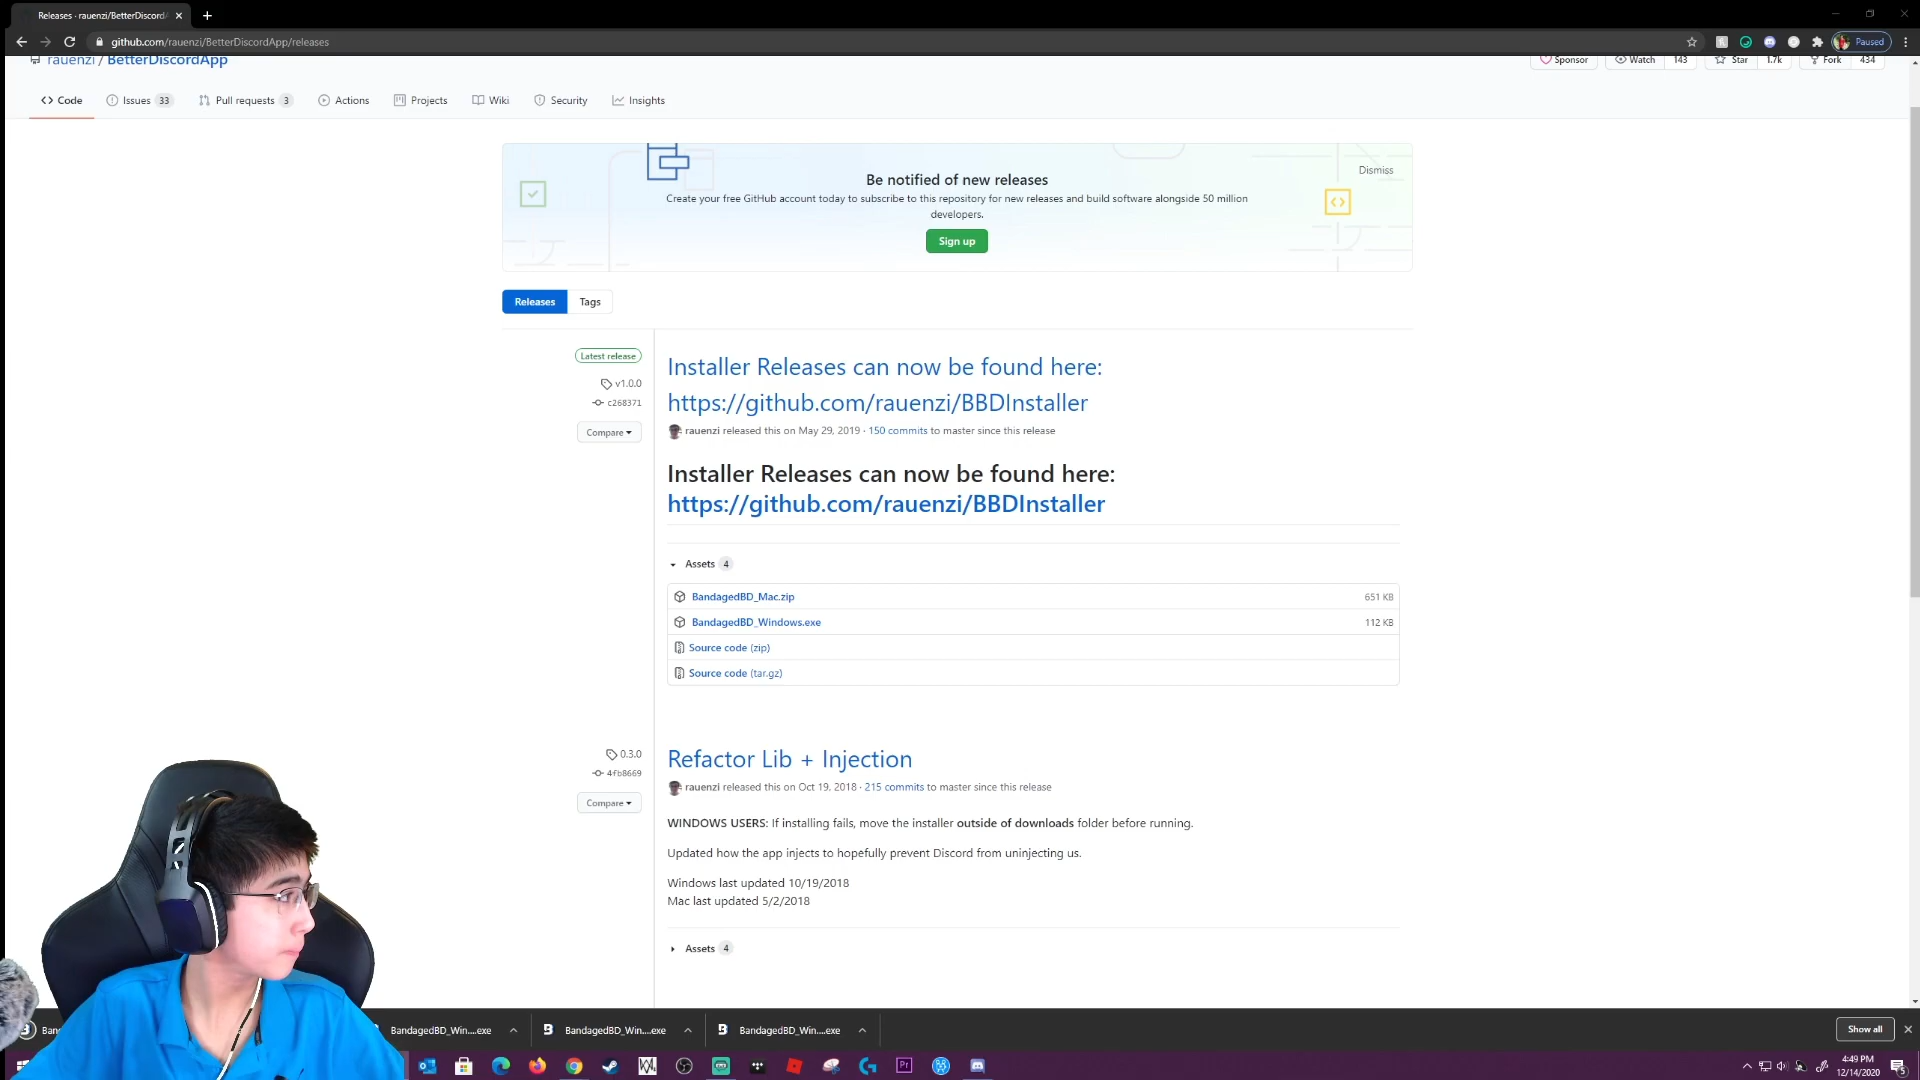 Releases · rauenzi/BetterDiscord
github.com/rauenzi/BetterDiscordApp/releases
Paused
rauenzi / BetterDiscordApp
Sponsor
Watch 143
Star 1.7k
Fork 434
Code
Issues 33
Pull requests 3
Actions
Projects
Wiki
Security
Insights
Be notified of new releases
Dismiss
Create your free GitHub account today to subscribe to this repository for new releases and build software alongside 50 million
developers.
Sign up
Releases
Tags
Latest release
v1.0.0
c268371
Compare
Installer Releases can now be found here:
https://github.com/rauenzi/BBDInstaller
rauenzi released this on May 29, 2019 · 150 commits to master since this release
Installer Releases can now be found here:
https://github.com/rauenzi/BBDInstaller
Assets 4
BandagedBD_Mac.zip 651 KB
BandagedBD_Windows.exe 112 KB
Source code (zip)
Source code (tar.gz)
0.3.0
4fb8669
Compare
Refactor Lib + Injection
rauenzi released this on Oct 19, 2018 · 215 commits to master since this release
WINDOWS USERS: If installing fails, move the installer outside of downloads folder before running.
Updated how the app injects to hopefully prevent Discord from uninjecting us.
Windows last updated 10/19/2018
Mac last updated 5/2/2018
Assets 4
Ban
BandagedBD_Win....exe
BandagedBD_Win....exe
BandagedBD_Win....exe
Show all
Pr
4:49 PM
12/14/2020
5